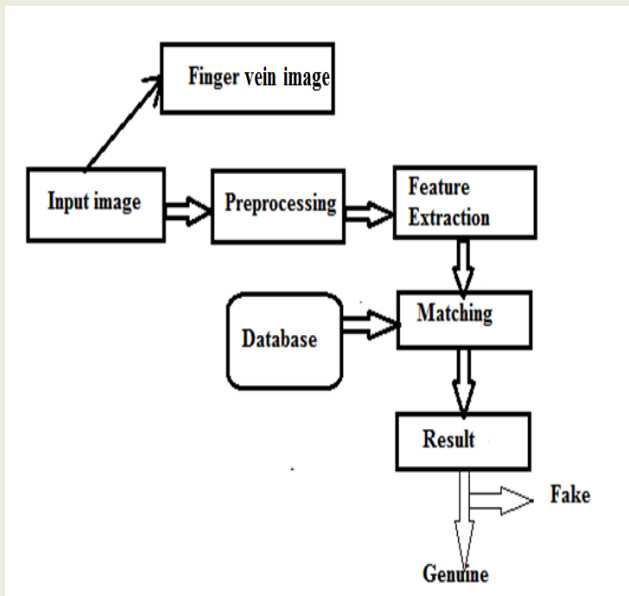 Finger vein image
Input image
Preprocessing
Feature
Extraction
Database
Matching
Result
Fake
Genuine